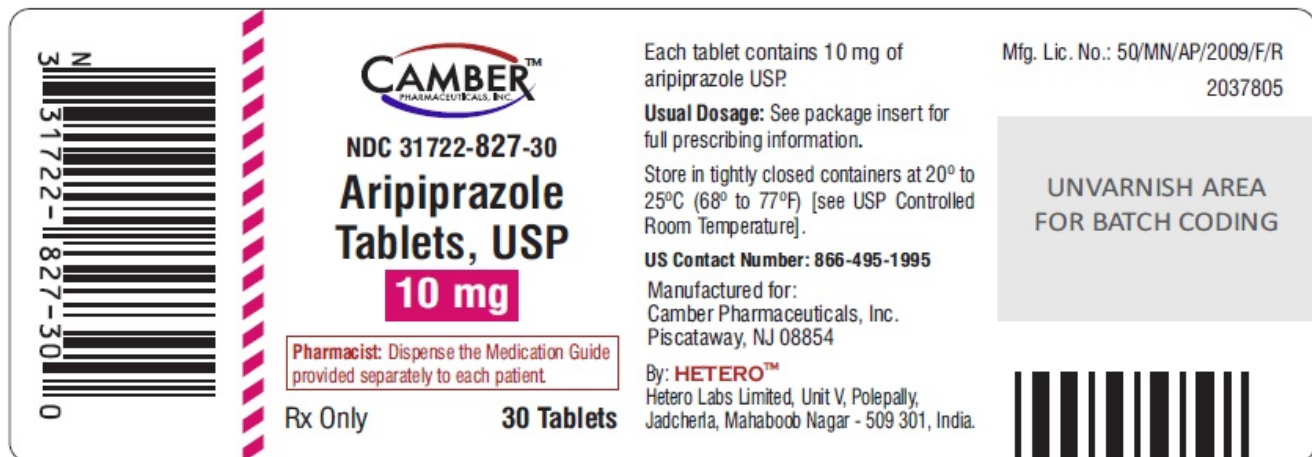 N
3 31722-827-30 0
CAMBER™
PHARMACEUTICALS, INC.
NDC 31722-827-30
Aripiprazole
Tablets, USP
10 mg
Pharmacist: Dispense the Medication Guide
provided separately to each patient.
Rx Only 30 Tablets
Each tablet contains 10 mg of
aripiprazole USP.
Usual Dosage: See package insert for
full prescribing information.
Store in tightly closed containers at 20º to
25ºC (68º to 77ºF) [see USP Controlled
Room Temperature].
US Contact Number: 866-495-1995
Manufactured for:
Camber Pharmaceuticals, Inc.
Piscataway, NJ 08854
By: HETERO™
Hetero Labs Limited, Unit V, Polepally,
Jadcherla, Mahaboob Nagar - 509 301, India.
Mfg. Lic. No.: 50/MN/AP/2009/F/R
2037805
UNVARNISH AREA
FOR BATCH CODING